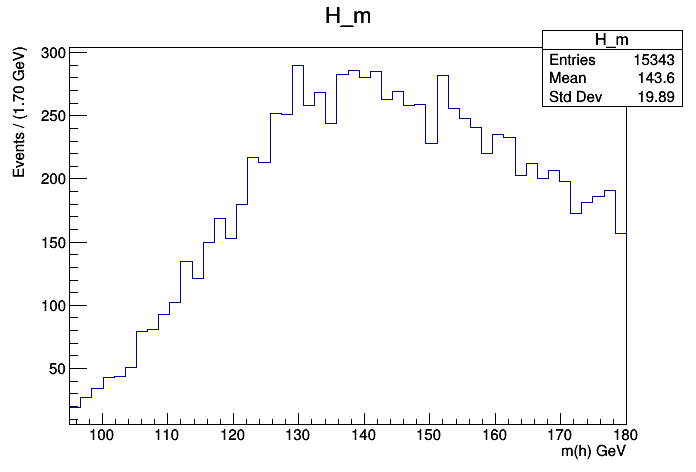 H_m
H_m
Entries 15343
Mean 143.6
Std Dev 19.89
Events / (1.70 GeV)
300
250
200
150
100
50
100 110 120 130 140 150 160 170 180
m(h) GeV